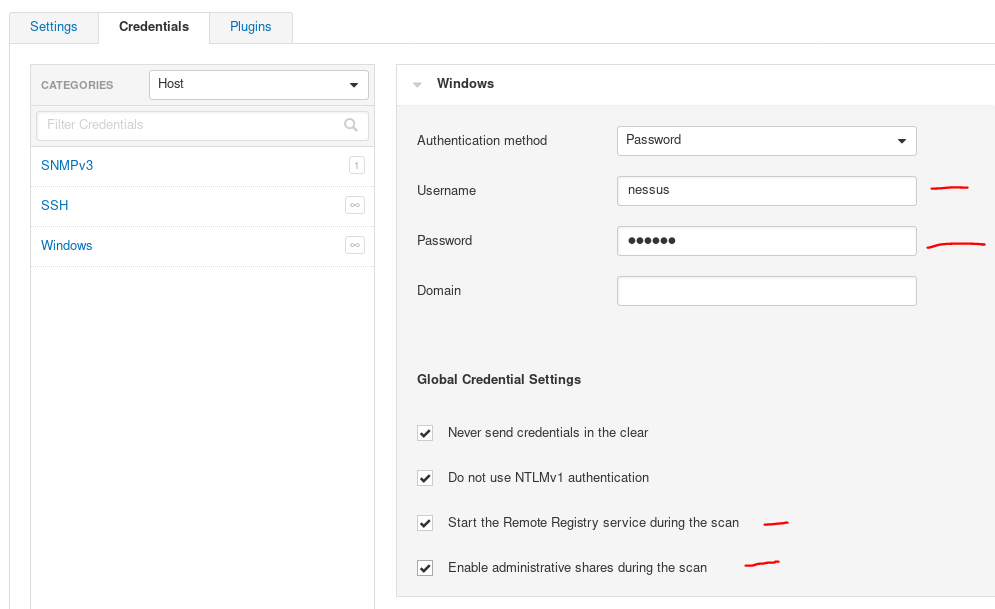 Settings
Credentials
Plugins
CATEGORIES
Host
Filter Credentials
SNMPv3
1
SSH
∞
Windows
∞
Windows
Authentication method
Password
Username
nessus
Password
●●●●●●
Domain
Global Credential Settings
Never send credentials in the clear
Do not use NTLMv1 authentication
Start the Remote Registry service during the scan
Enable administrative shares during the scan